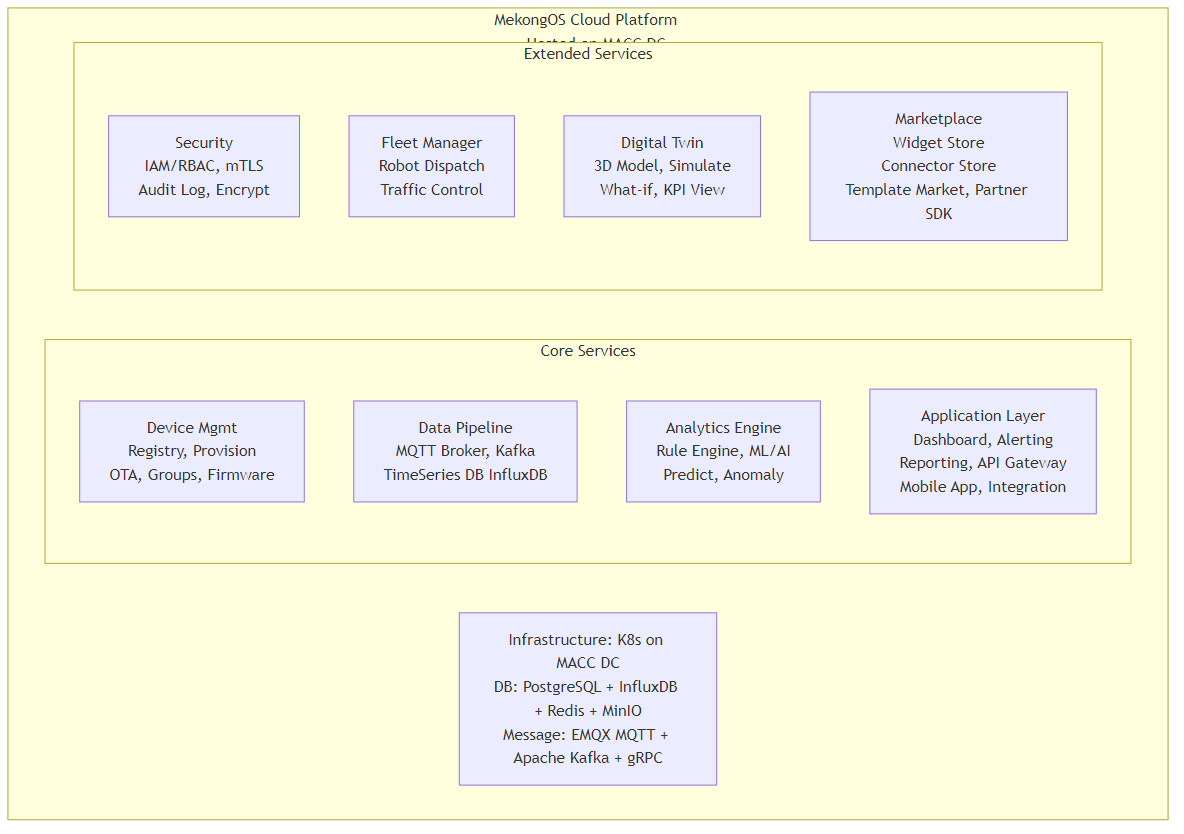 MekongOS Cloud Platform
Hosted on MACC DC
Extended Services
Security
IAM/RBAC, mTLS
Audit Log, Encrypt
Fleet Manager
Robot Dispatch
Traffic Control
Digital Twin
3D Model, Simulate
What-if, KPI View
Marketplace
Widget Store
Connector Store
Template Market, Partner
SDK
Core Services
Device Mgmt
Registry, Provision
OTA, Groups, Firmware
Data Pipeline
MQTT Broker, Kafka
TimeSeries DB InfluxDB
Analytics Engine
Rule Engine, ML/AI
Predict, Anomaly
Application Layer
Dashboard, Alerting
Reporting, API Gateway
Mobile App, Integration
Infrastructure: K8s on
MACC DC
DB: PostgreSQL + InfluxDB
+ Redis + MinIO
Message: EMQX MQTT +
Apache Kafka + gRPC